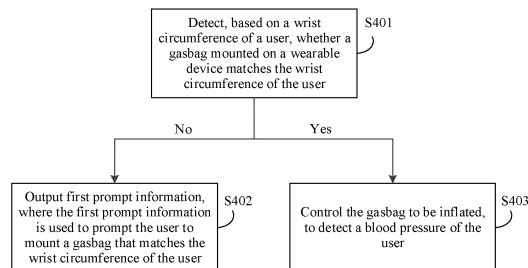 Detect, based on a wrist
circumference of a user, whether a
gasbag mounted on a wearable
device matches the wrist
circumference of the user
S401
No
Yes
Output first prompt information,
where the first prompt information
is used to prompt the user to
mount a gasbag that matches the
wrist circumference of the user
S402
Control the gasbag to be inflated,
to detect a blood pressure of the
user
S403